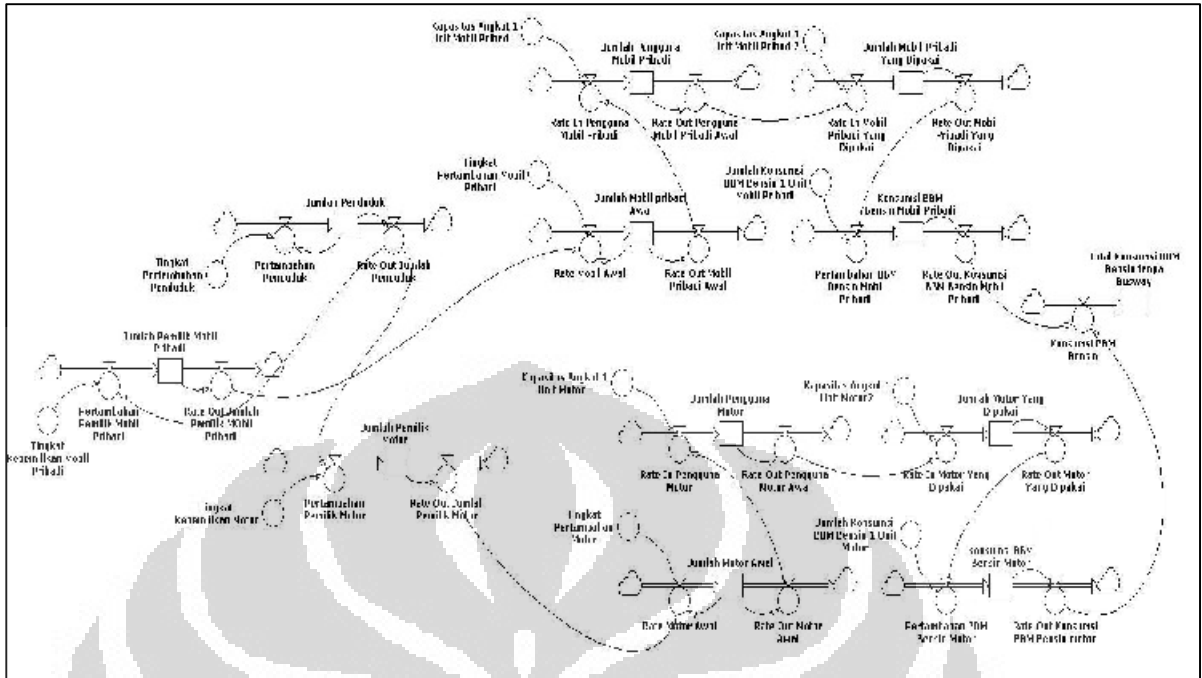 Kapasitas Angkut 1
Unit Mobil Pribadi
Jumlah Pengguna
Mobil Pribadi
Kapasitas Angkut 1
Unit Mobil Pribadi 2
Jumlah Mobil Pribadi
Yang Dipakai
Rate In Pengguna
Mobil Pribadi
Rate Out Pengguna
Mobil Pribadi Awal
Rate In Mobil
Pribadi Yang
Dipakai
Rate Out Mobil
Pribadi Yang
Dipakai
Tingkat
Pertambahan Mobil
Pribadi
Jumlah Mobil pribadi
Awal
Jumlah Konsumsi
BBM Bensin 1 Unit
Mobil Pribadi
Konsumsi BBM
Bensin Mobil Pribadi
Jumlah Penduduk
Tingkat
Pertambahan
Penduduk
Pertambahan
Penduduk
Rate Out Jumlah
Penduduk
Rate Mobil Awal
Rate Out Mobil
Pribadi Awal
Pertambahan BBM
Bensin Mobil
Pribadi
Rate Out Konsumsi
BBM Bensin Mobil
Pribadi
Total Konsumsi BBM
Bensin
Busway
Konsumsi BBM
Bensin
Jumlah Pemilik Mobil
Pribadi
Pertambahan
Pemilik Mobil
Pribadi
Rate Out Jumlah
Pemilik Mobil
Pribadi
Tingkat
Kepemilikan Mobil
Pribadi
Kapasitas Angkut 1
Unit Motor
Jumlah Pengguna
Motor
Kapasitas Angkut
Unit Motor 2
Jumlah Motor Yang
Dipakai
Jumlah Pemilik
Motor
Rate In Pengguna
Motor
Rate Out Pengguna
Motor Awal
Rate In Motor Yang
Dipakai
Rate Out Motor
Yang Dipakai
Tingkat
Kepemilikan Motor
Pertambahan
Pemilik Motor
Rate Out Jumlah
Pemilik Motor
Tingkat
Pertambahan
Motor
Jumlah Motor Awal
Jumlah Konsumsi
BBM Bensin 1 Unit
Motor
Konsumsi BBM
Bensin Motor
Rate Motor Awal
Rate Out Motor
Awal
Pertambahan BBM
Bensin Motor
Rate Out Konsumsi
BBM Bensin motor